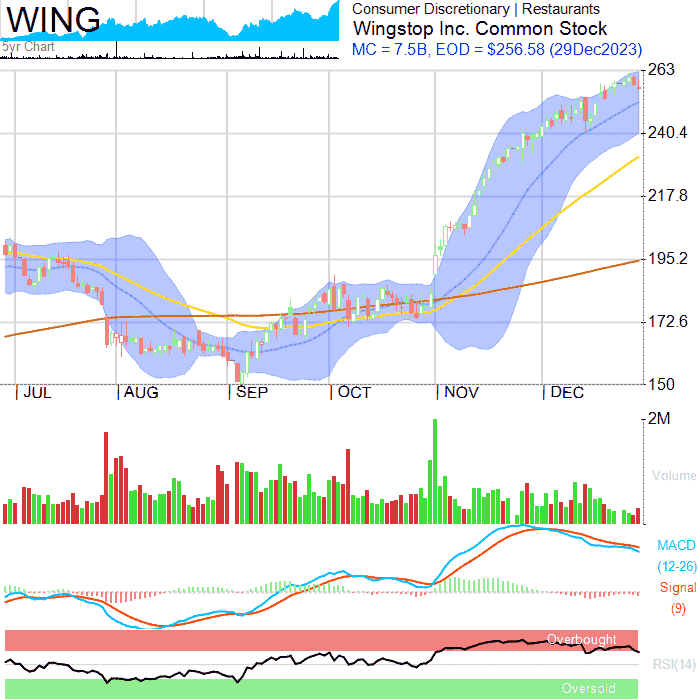 WING
5yr Chart
Consumer Discretionary | Restaurants
Wingstop Inc. Common Stock
MC = 7.5B, EOD = $256.58 (29Dec2023)
263
240.4
217.8
195.2
172.6
150
JUL AUG SEP OCT NOV DEC
2M
Volume
MACD
(12-26)
Signal
(9)
Overbought
RSI(14)
Oversold